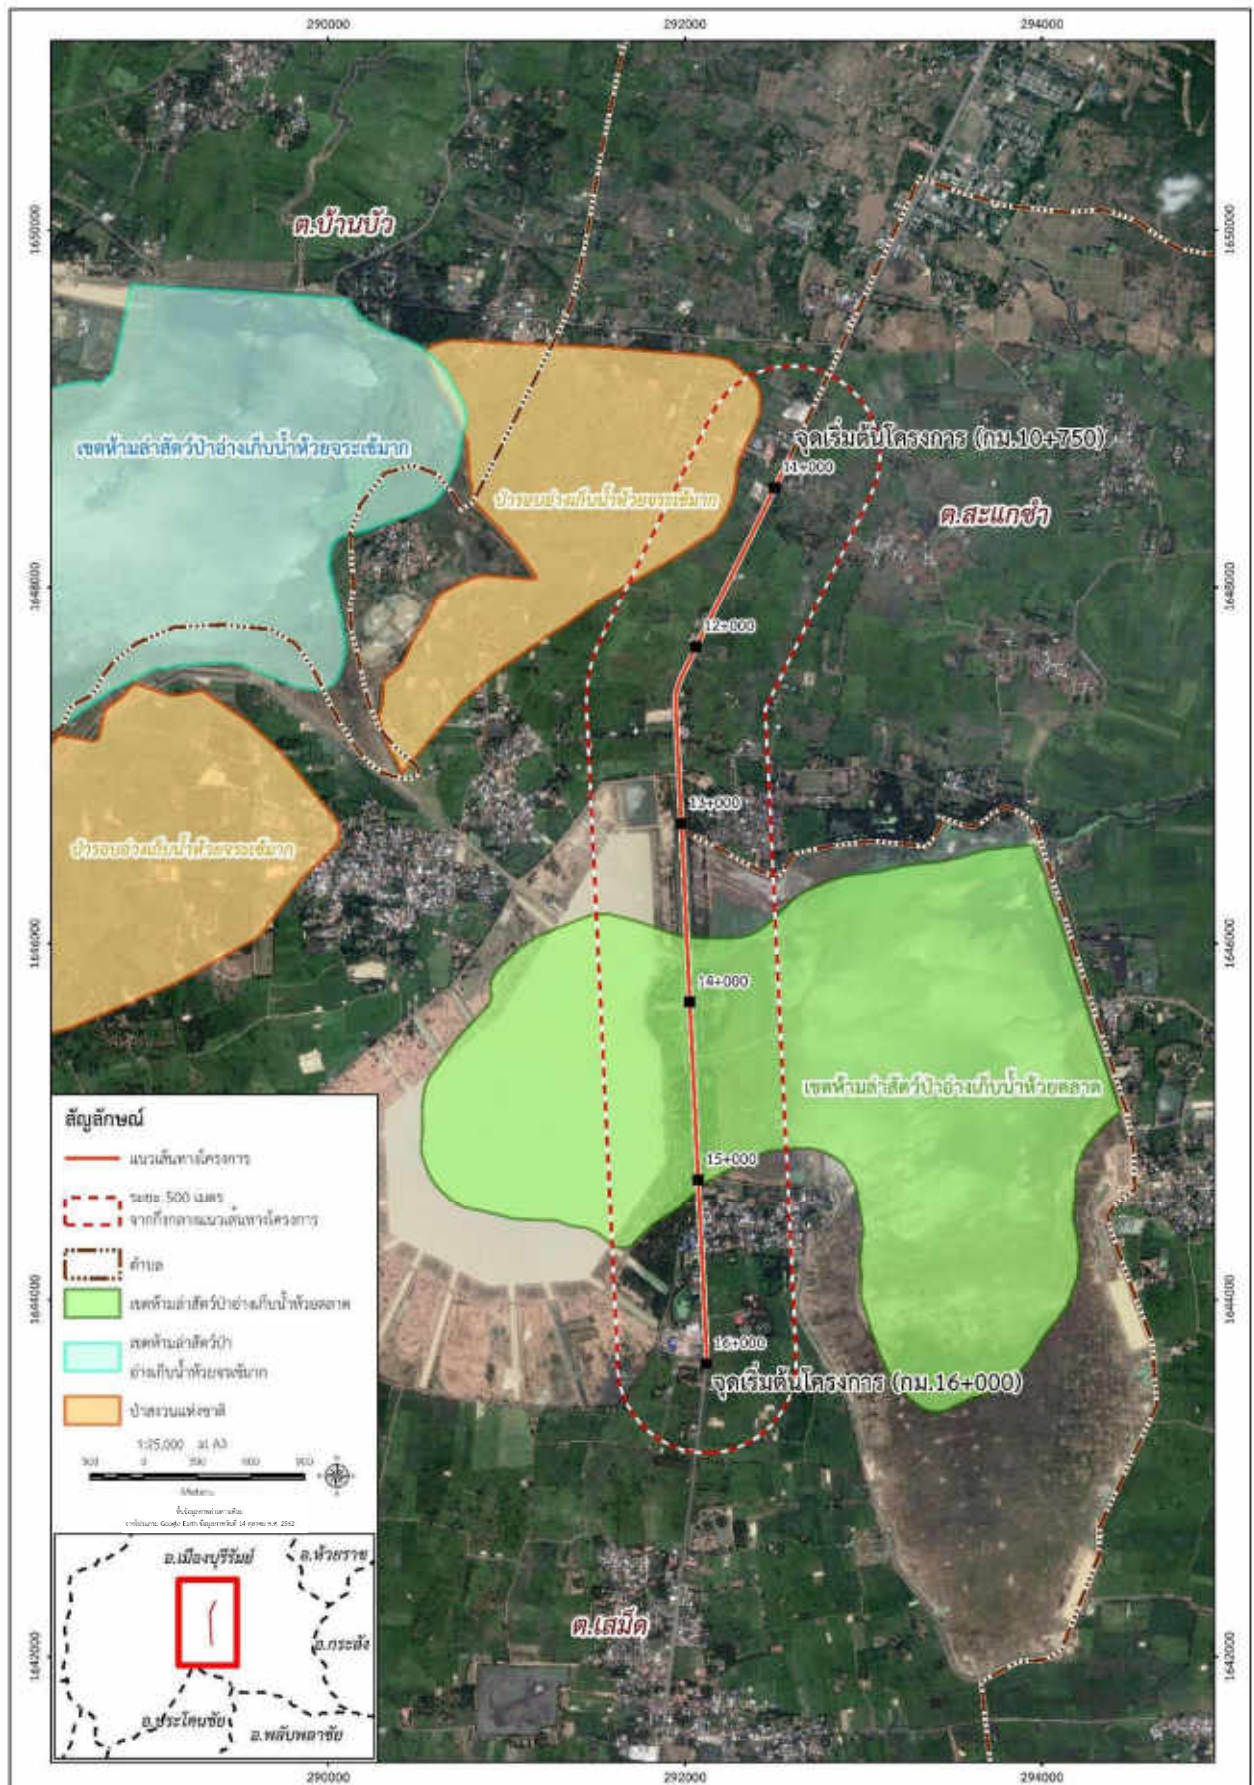 290000
292000
294000
1650000
1650000
ต.บ้านบัว
เขตห้ามล่าสัตว์ป่าอ่างเก็บน้ำห้วยจรเข้มาก
จุดเริ่มต้นโครงการ (กม.10+750)
11+000
ป่ารอบอ่างเก็บน้ำห้วยจรเข้มาก
ต.สะแกซำ
1648000
1648000
12+000
13+000
ป่ารอบอ่างเก็บน้ำห้วยจรเข้มาก
1646000
1646000
14+000
เขตห้ามล่าสัตว์ป่าอ่างเก็บน้ำห้วยตลาด
15+000
1644000
1644000
16+000
จุดเริ่มต้นโครงการ (กม.16+000)
สัญลักษณ์
แนวเส้นทางโครงการ
ระยะ 500 เมตร
จากกึ่งกลางแนวเส้นทางโครงการ
ตำบล
เขตห้ามล่าสัตว์ป่าอ่างเก็บน้ำห้วยตลาด
เขตห้ามล่าสัตว์ป่า
อ่างเก็บน้ำห้วยจรเข้มาก
ป่าสงวนแห่งชาติ
1:25,000 at A3
300 0 300 600 900
Meters
อ.เมืองบุรีรัมย์
อ.ห้วยราช
อ.กระสัง
อ.ประโคนชัย
อ.พลับพลาชัย
ต.เสม็ด
1642000
1642000
290000
292000
294000